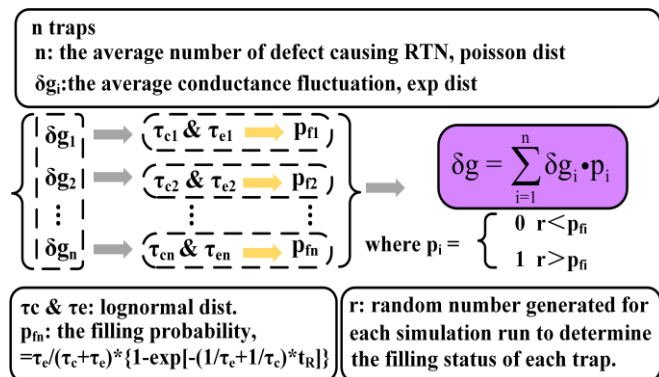 n traps
n: the average number of defect causing RTN, poisson dist
δgᵢ:the average conductance fluctuation, exp dist
δg₁ τc1 & τe1 pf1
δg₂ τc2 & τe2 pf2
⋮ ⋮ ⋮
δgₙ τcn & τen pfn
δg = ∑ᵢ₌₁ⁿ δgᵢ•pᵢ
where pᵢ = { 0 r<pfi
1 r>pfi
τc & τe: lognormal dist.
pfn: the filling probability,
=τe/(τc+τe)*{1-exp[-(1/τe+1/τc)*tR]}
r: random number generated for
each simulation run to determine
the filling status of each trap.